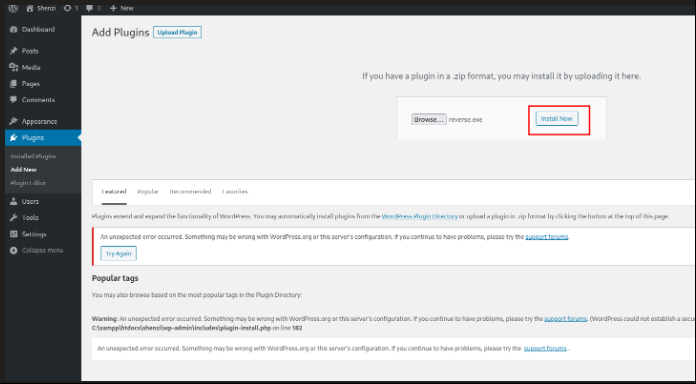 Shenzi 1 0 + New
Dashboard
Posts
Media
Pages
Comments
Appearance
Plugins
Installed Plugins
Add New
Plugin Editor
Users
Tools
Settings
Collapse menu
Add Plugins Upload Plugin
If you have a plugin in a .zip format, you may install it by uploading it here.
Browse... reverse.exe Install Now
Featured Popular Recommended Favorites
Plugins extend and expand the functionality of WordPress. You may automatically install plugins from the WordPress Plugin Directory or upload a plugin in .zip format by clicking the button at the top of this page.
An unexpected error occurred. Something may be wrong with WordPress.org or this server's configuration. If you continue to have problems, please try the support forums.
Try Again
Popular tags
You may also browse based on the most popular tags in the Plugin Directory:
Warning: An unexpected error occurred. Something may be wrong with WordPress.org or this server's configuration. If you continue to have problems, please try the support forums. (WordPress could not establish a secu
C:\xampp\htdocs\shenzi\wp-admin\includes\plugin-install.php on line 182
An unexpected error occurred. Something may be wrong with WordPress.org or this server's configuration. If you continue to have problems, please try the support forums.